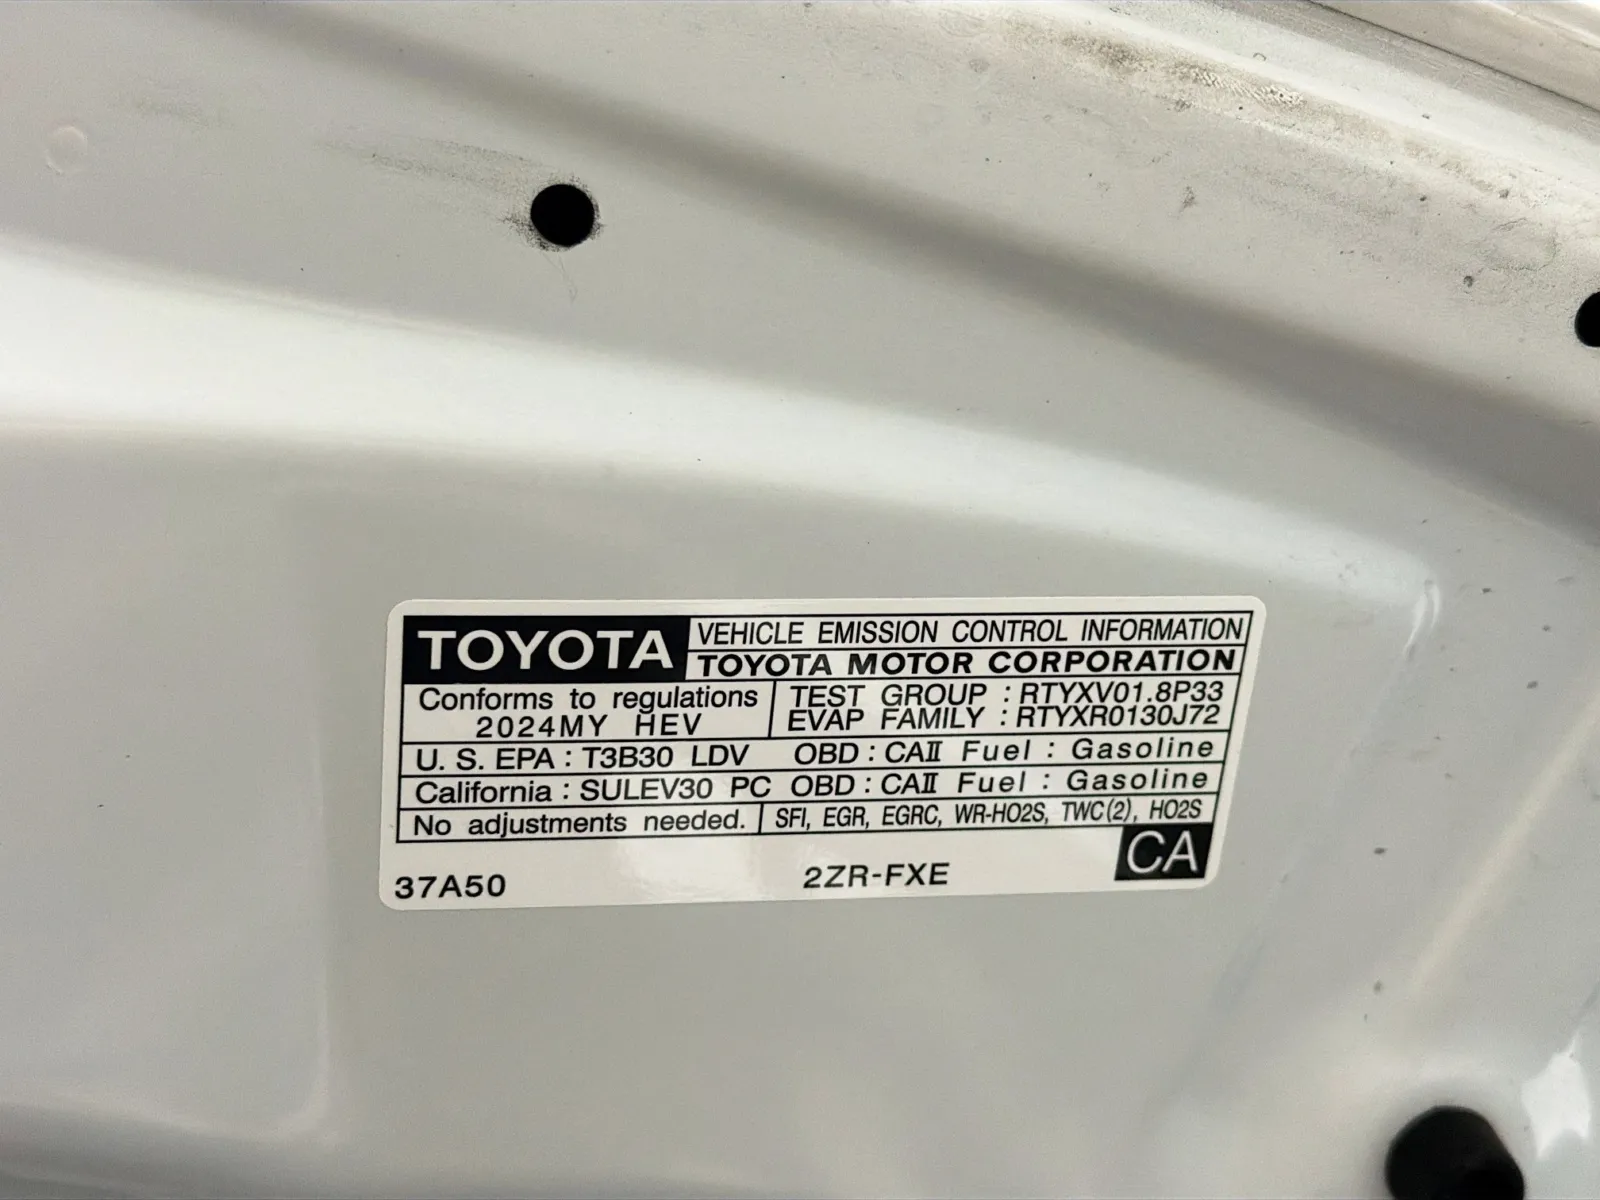 TOYOTA VEHICLE EMISSION CONTROL INFORMATION
TOYOTA MOTOR CORPORATION
Conforms to regulations
2024MY HEV
TEST GROUP : RTYXV01.8P33
EVAP FAMILY : RTYXR0130J72
U. S. EPA : T3B30 LDV OBD : CAII Fuel : Gasoline
California : SULEV30 PC OBD : CAII Fuel : Gasoline
No adjustments needed. SFI, EGR, EGRC, WR-HO2S, TWC(2), HO2S
CA
37A50 2ZR-FXE